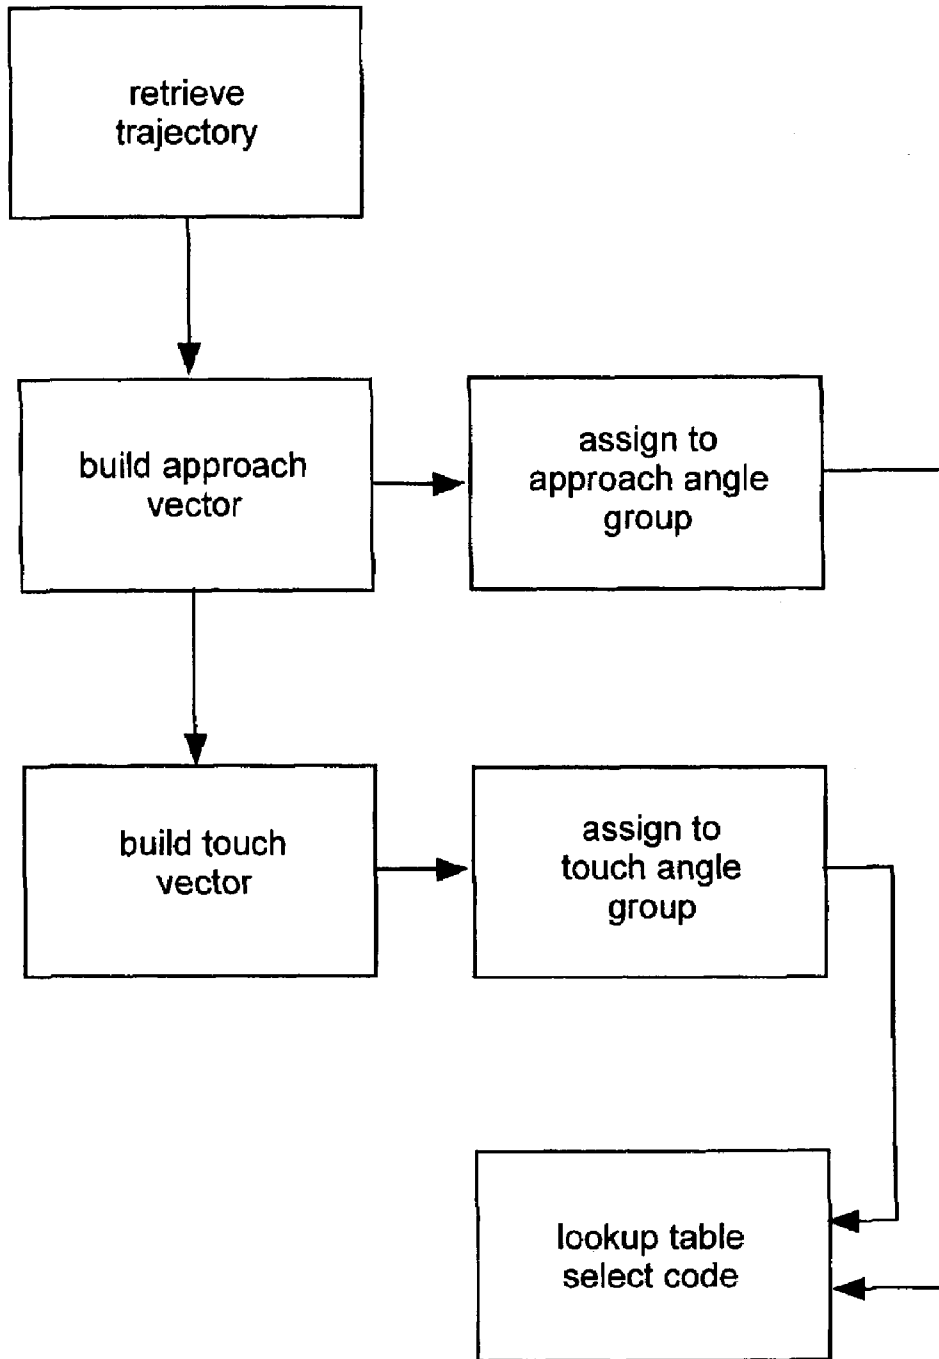 retrieve
trajectory
build approach
vector
assign to
approach angle
group
build touch
vector
assign to
touch angle
group
lookup table
select code